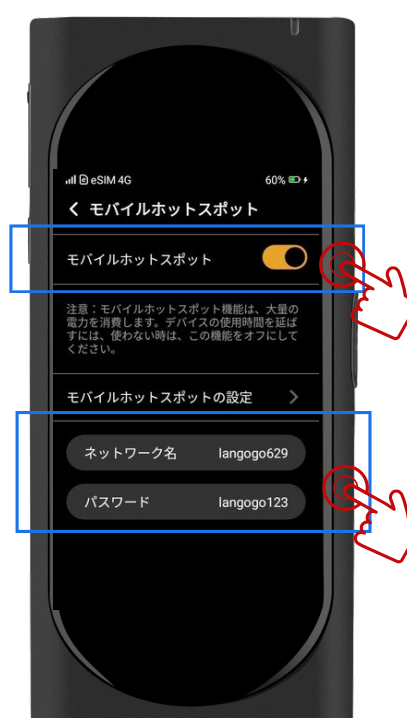 eSIM 4G 60%
モバイルホットスポット
モバイルホットスポット
注意：モバイルホットスポット機能は、大量の
電力を消費します。デバイスの使用時間を延ば
すには、使わない時は、この機能をオフにして
ください。
モバイルホットスポットの設定
ネットワーク名 langogo629
パスワード langogo123